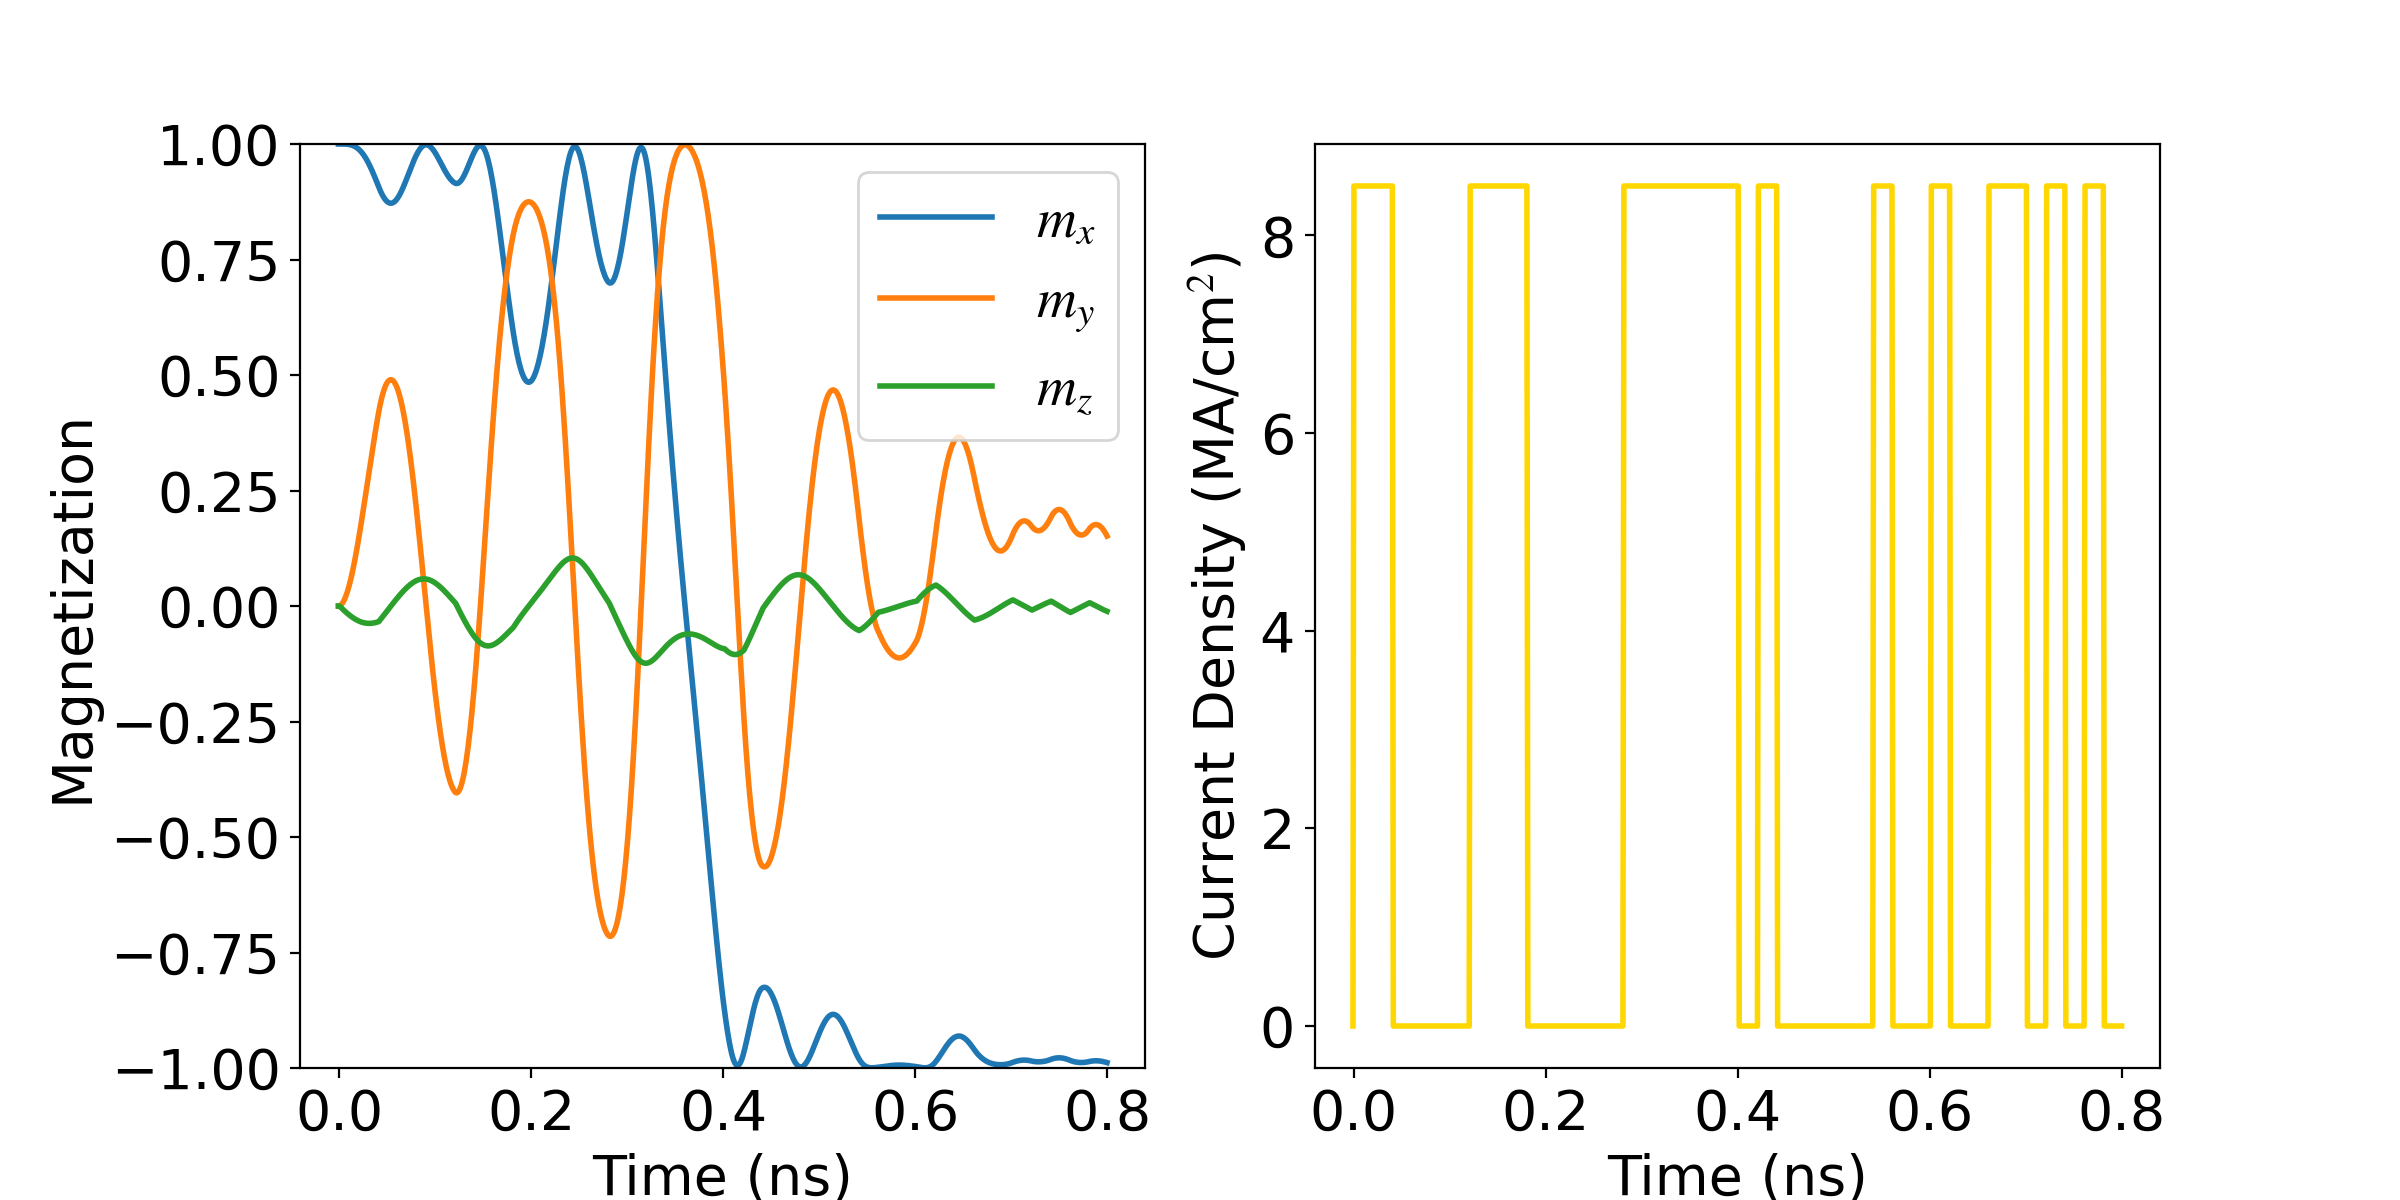 1.00
0.75
0.50
0.25
0.00
−0.25
−0.50
−0.75
−1.00
Magnetization
0.0 0.2 0.4 0.6 0.8
Time (ns)
m_x
m_y
m_z
8
6
4
2
0
Current Density (MA/cm²)
0.0 0.2 0.4 0.6 0.8
Time (ns)